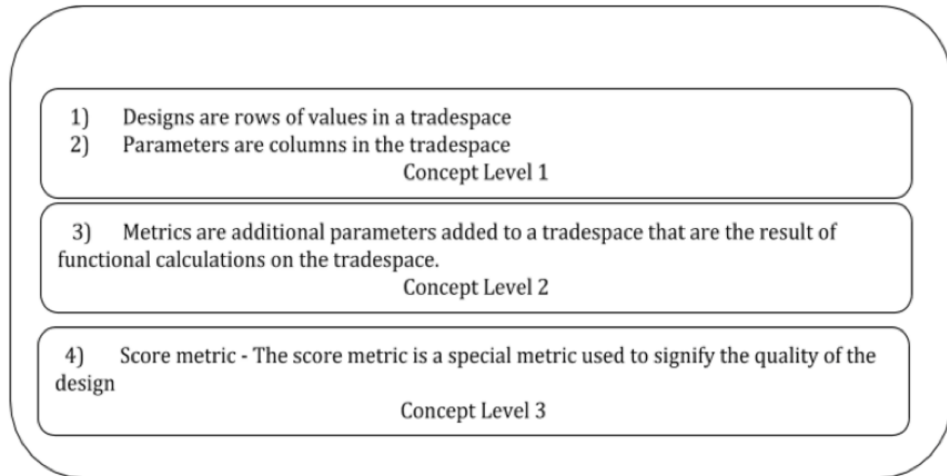 1) Designs are rows of values in a tradespace
2) Parameters are columns in the tradespace
Concept Level 1
3) Metrics are additional parameters added to a tradespace that are the result of
functional calculations on the tradespace.
Concept Level 2
4) Score metric - The score metric is a special metric used to signify the quality of the
design
Concept Level 3